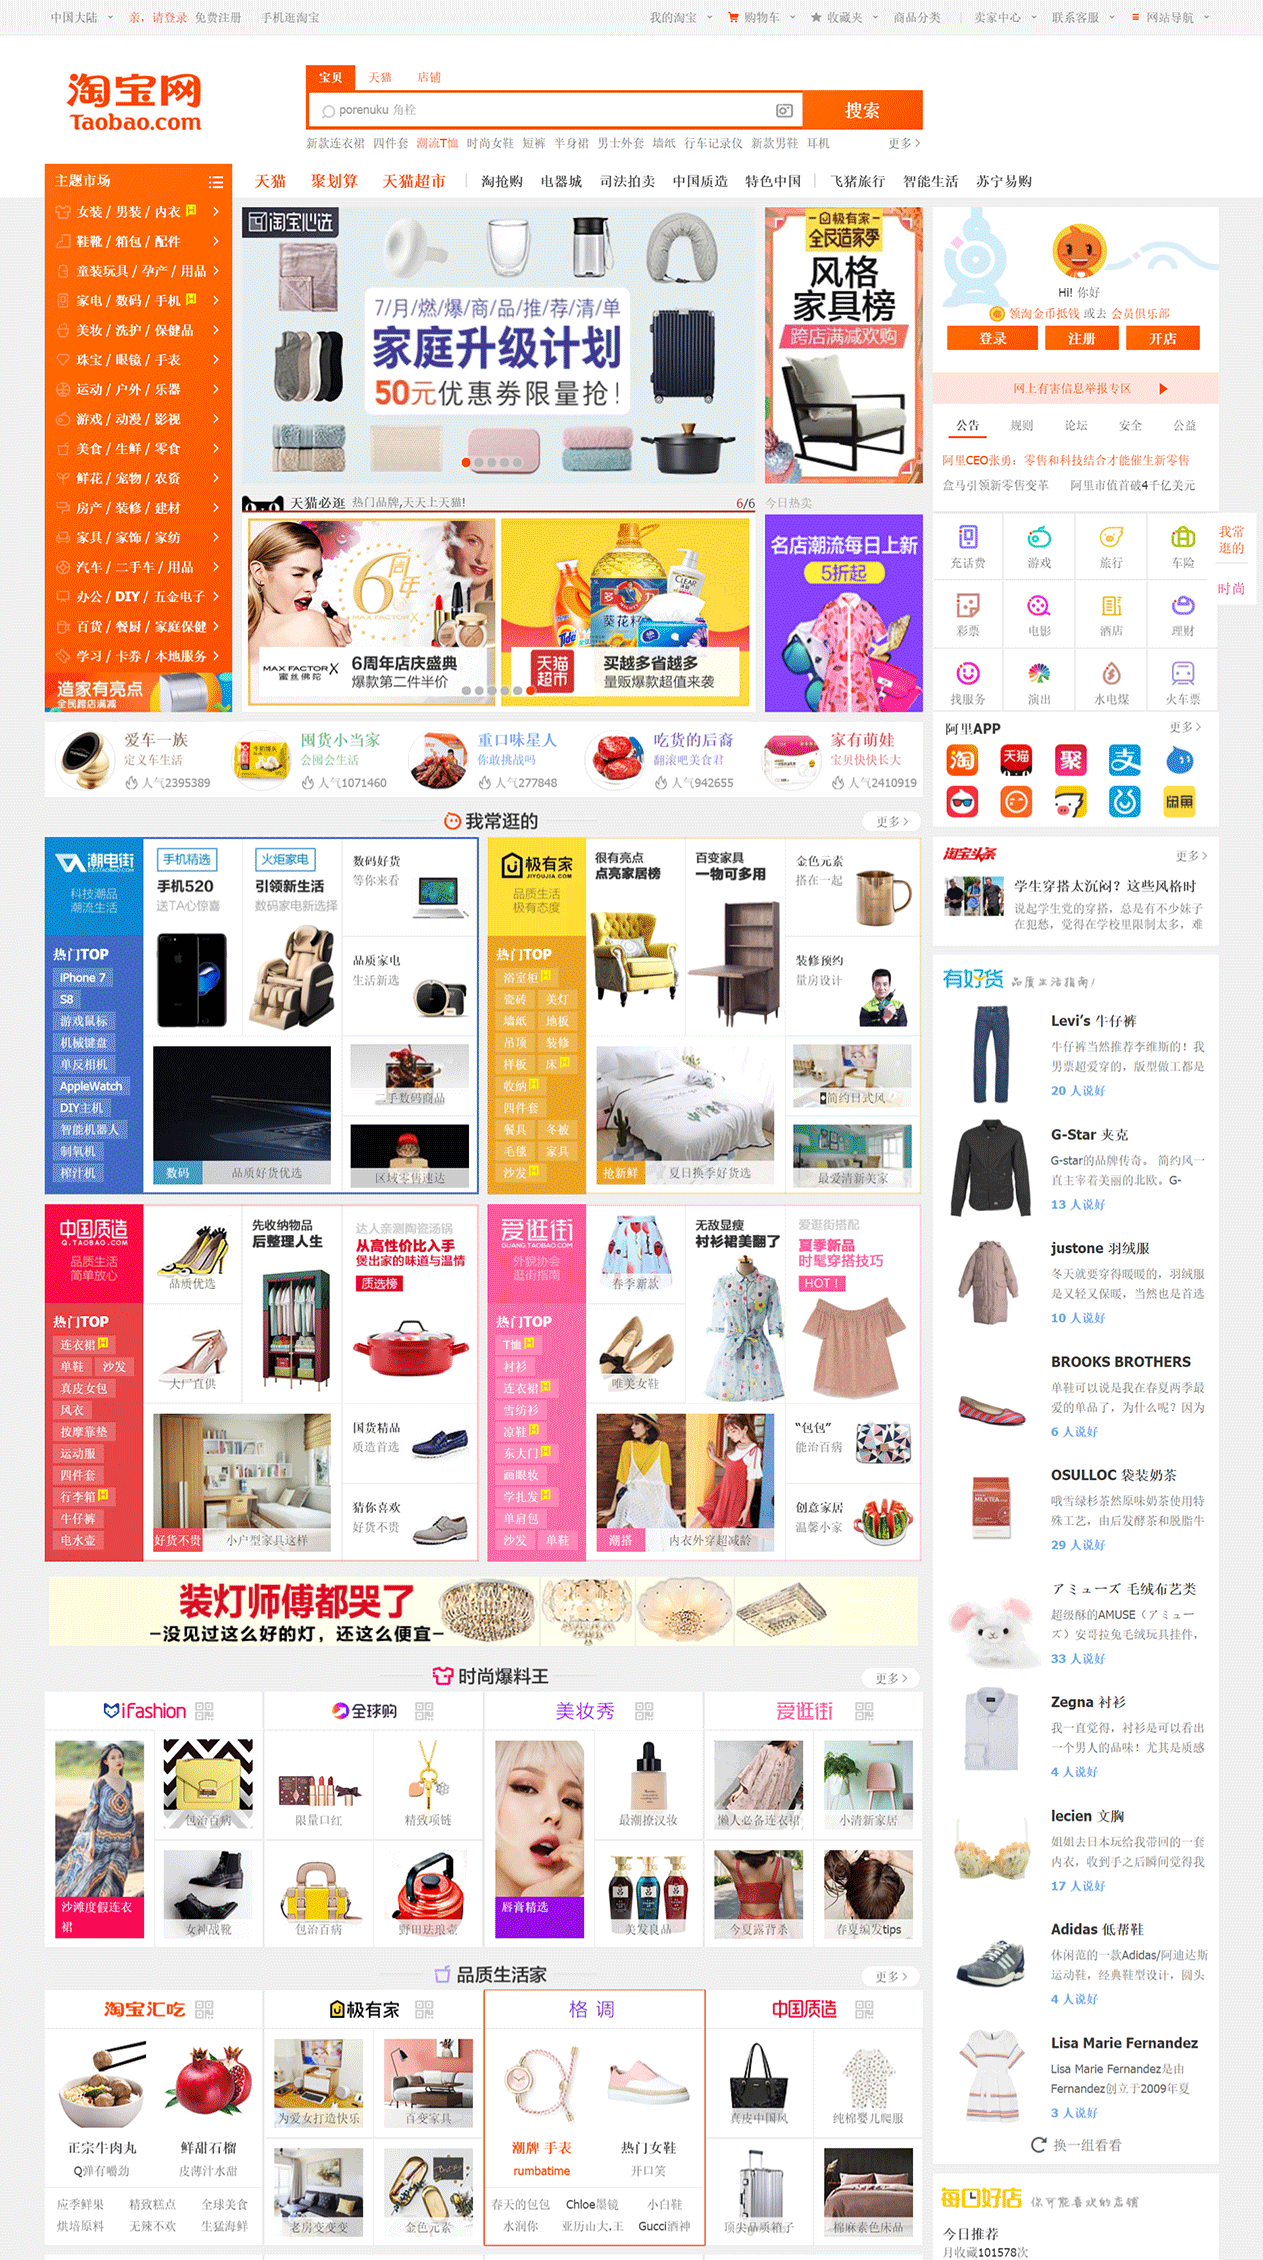 中国大陆
亲，请登录 免费注册 手机逛淘宝
我的淘宝 购物车 收藏夹 商品分类 卖家中心 联系客服 网站导航
淘宝网
Taobao.com
宝贝 天猫 店铺
porenuku 角栓
搜索
新款连衣裙 四件套 潮流T恤 时尚女鞋 短裤 半身裙 男士外套 墙纸 行车记录仪 新款男鞋 耳机 更多
主题市场
天猫 聚划算 天猫超市 淘抢购 电器城 司法拍卖 中国质造 特色中国 飞猪旅行 智能生活 苏宁易购
女装 / 男装 / 内衣
鞋靴 / 箱包 / 配件
童装玩具 / 孕产 / 用品
家电 / 数码 / 手机
美妆 / 洗护 / 保健品
珠宝 / 眼镜 / 手表
运动 / 户外 / 乐器
游戏 / 动漫 / 影视
美食 / 生鲜 / 零食
鲜花 / 宠物 / 农资
房产 / 装修 / 建材
家具 / 家饰 / 家纺
汽车 / 二手车 / 用品
办公 / DIY / 五金电子
百货 / 餐厨 / 家庭保健
学习 / 卡券 / 本地服务
造家有亮点
全民跨店满减
淘宝心选
7/月/燃/爆/商/品/推/荐/清/单
家庭升级计划
50元优惠券限量抢!
极有家
全民造家季
风格
家具榜
跨店满减欢购
Hi! 你好
领淘金币抵钱 或去 会员俱乐部
登录 注册 开店
网上有害信息举报专区
公告 规则 论坛 安全 公益
阿里CEO张勇：零售和科技结合才能催生新零售
盒马引领新零售变革 阿里市值首破4千亿美元
天猫必逛 热门品牌,天天上天猫! 6/6
今日热卖
6周年
MAX FACTOR X
MAX FACTOR X
蜜丝佛陀
6周年店庆盛典
爆款第二件半价
Tide
多力
葵花籽
CLEAR
天猫
超市
买越多省越多
量贩爆款超值来袭
名店潮流每日上新
5折起
充话费 游戏 旅行 车险
彩票 电影 酒店 理财
找服务 演出 水电煤 火车票
我常
逛的
时尚
爱车一族
定义车生活
人气2395389
囤货小当家
会囤会生活
人气1071460
重口味星人
你敢挑战吗
人气277848
吃货的后裔
翻滚吧美食君
人气942655
家有萌娃
宝贝快快长大
人气2410919
阿里APP 更多
淘 天猫 聚 支
闲鱼
我常逛的 更多
潮电街
科技潮品
潮流生活
热门TOP
iPhone 7
S8
游戏鼠标
机械键盘
单反相机
AppleWatch
DIY主机
智能机器人
制氧机
榨汁机
手机精选
手机520
送TA心惊喜
火炬家电
引领新生活
数码家电新选择
数码好货
等你来看
品质家电
生活新选
数码 品质好货优选
二手数码商品
区域零售速达
极有家
JIYOUJIA.COM
品质生活
极有态度
热门TOP
浴室柜
瓷砖 美灯
墙纸 地板
吊顶 装修
样板 床
收纳
四件套
餐具 冬被
毛毯 家具
沙发
很有亮点
点亮家居榜
百变家具
一物可多用
金色元素
搭在一起
装修预约
量房设计
抢新鲜 夏日换季好货选
简约日式风
最爱清新美家
中国质造
Q.TAOBAO.COM
品质生活
简单放心
热门TOP
连衣裙
单鞋 沙发
真皮女包
风衣
按摩靠垫
运动服
四件套
行李箱
牛仔裤
电水壶
品质优选
大厂直供
先收纳物品
后整理人生
达人亲测陶瓷汤锅
从高性价比入手
煲出家的味道与温情
质选榜
国货精品
质造首选
猜你喜欢
好货不贵
好货不贵 小户型家具这样
爱逛街
GUANG.TAOBAO.COM
外貌协会
逛街指南
热门TOP
T恤
衬衫
连衣裙
雪纺衫
凉鞋
东大门
画眼妆
学扎发
单肩包
沙发 单鞋
春季新款
唯美女鞋
无敌显瘦
衬衫裙美翻了
爱逛街搭配
夏季新品
时髦穿搭技巧
HOT！
“包包”
能治百病
创意家居
温馨小家
潮搭 内衣外穿超减龄
淘宝头条 更多
学生穿搭太沉闷？这些风格时
说起学生党的穿搭，总是有不少妹子
在犯愁，觉得在学校里限制太多，难
有好货 品质生活指南
Levi’s 牛仔裤
牛仔裤当然推荐李维斯的！我
男票超爱穿的，版型做工都是
20 人说好
G-Star 夹克
G-star的品牌传奇。 简约风一
直主宰着美丽的北欧。G-
13 人说好
justone 羽绒服
冬天就要穿得暖暖的，羽绒服
是又轻又保暖，当然也是首选
10 人说好
BROOKS BROTHERS
单鞋可以说是我在春夏两季最
爱的单品了，为什么呢？因为
6 人说好
OSULLOC 袋装奶茶
哦雪绿杉茶然原味奶茶使用特
殊工艺，由后发酵茶和脱脂牛
29 人说好
アミューズ 毛绒布艺类
超级酥的AMUSE（アミュー
ズ）安哥拉兔毛绒玩具挂件，
33 人说好
Zegna 衬衫
我一直觉得，衬衫是可以看出
一个男人的品味！尤其是质感
4 人说好
lecien 文胸
姐姐去日本玩给我带回的一套
内衣，收到手之后瞬间觉得我
17 人说好
Adidas 低帮鞋
休闲范的一款Adidas/阿迪达斯
运动鞋，经典鞋型设计，圆头
4 人说好
Lisa Marie Fernandez
Lisa Marie Fernandez是由
Fernandez创立于2009年夏
3 人说好
换一组看看
每日好店 你可能喜欢的店铺
今日推荐
月收藏101578次
装灯师傅都哭了
没见过这么好的灯，还这么便宜
时尚爆料王 更多
iFashion 全球购 美妆秀 爱逛街
沙滩度假连衣
裙
包治百病
女神战靴
限量口红
精致项链
包治百病
野田珐琅壶
唇膏精选
最潮撩汉妆
美发良品
懒人必备连衣裙
小清新家居
今夏露背杀
春夏编发tips
品质生活家 更多
淘宝汇吃 极有家 格调 中国质造
正宗牛肉丸
Q弹有嚼劲
鲜甜石榴
皮薄汁水甜
应季鲜果 精致糕点 全球美食
烘培原料 无辣不欢 生猛海鲜
为爱女打造快乐
百变家具
老房变变变
金色元素
潮牌 手表
rumbatime
热门女鞋
开口笑
春天的包包 Chloe墨镜 小白鞋
水润你 亚历山大.王 Gucci酒神
真皮中国风
纯棉婴儿爬服
顶尖品质箱子
棉麻素色床品